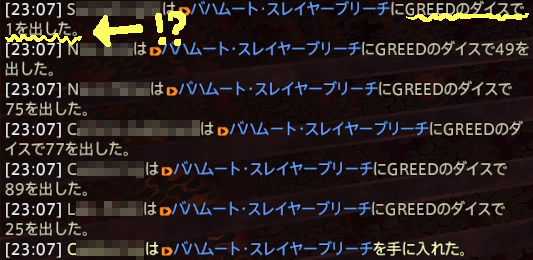 [23:07] S は バハムート・スレイヤーブリーチにGREEDのダイスで
1を出した。 !?
[23:07] N は バハムート・スレイヤーブリーチにGREEDのダイスで49を
出した。
[23:07] N は バハムート・スレイヤーブリーチにGREEDのダイスで
75を出した。
[23:07] C は バハムート・スレイヤーブリーチにGREEDのダ
イスで77を出した。
[23:07] C は バハムート・スレイヤーブリーチにGREEDのダイスで
89を出した。
[23:07] L は バハムート・スレイヤーブリーチにGREEDのダイスで
25を出した。
[23:07] C は バハムート・スレイヤーブリーチを手に入れた。